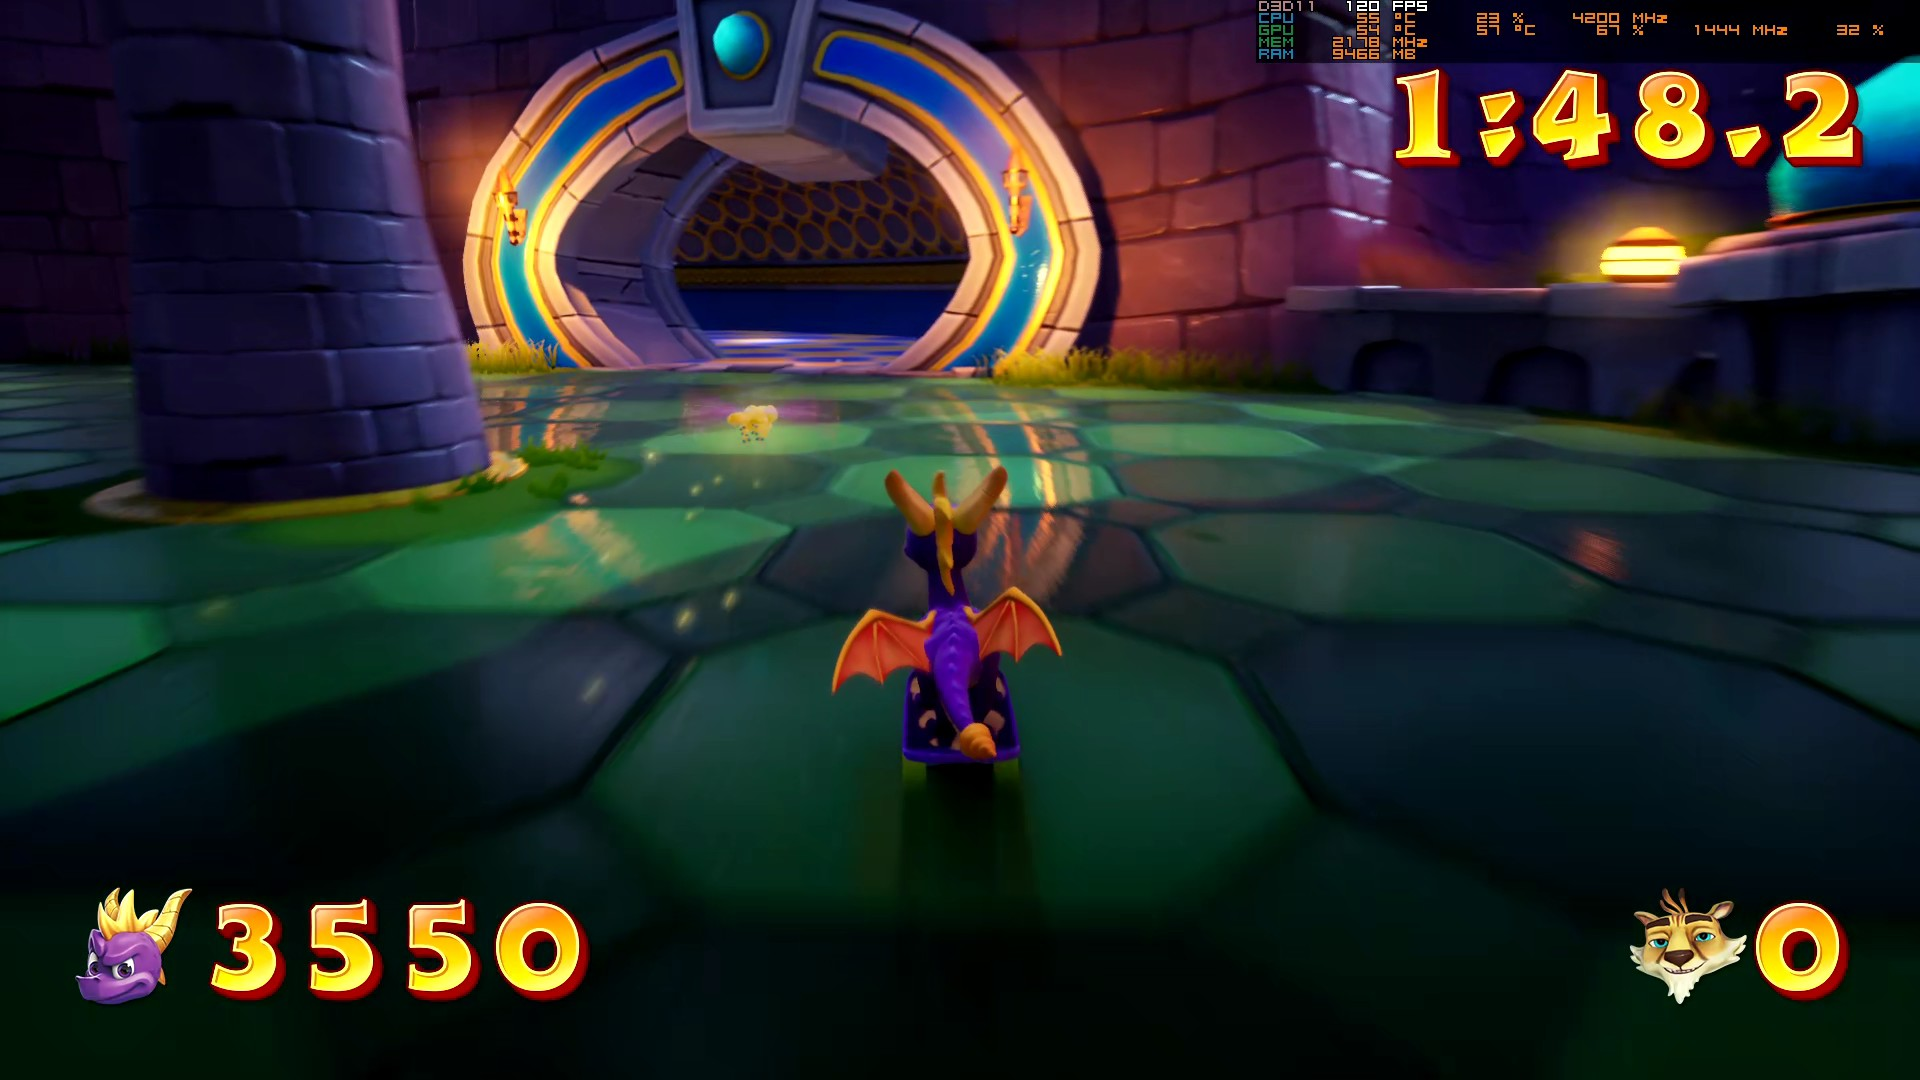 D3D11 120 FPS
CPU 55 °C 23 % 4200 MHz
GPU 54 °C 57 °C 67 % 1444 MHz 32 %
MEM 2178 MHz
RAM 9466 MB
1:48.2
3550
0